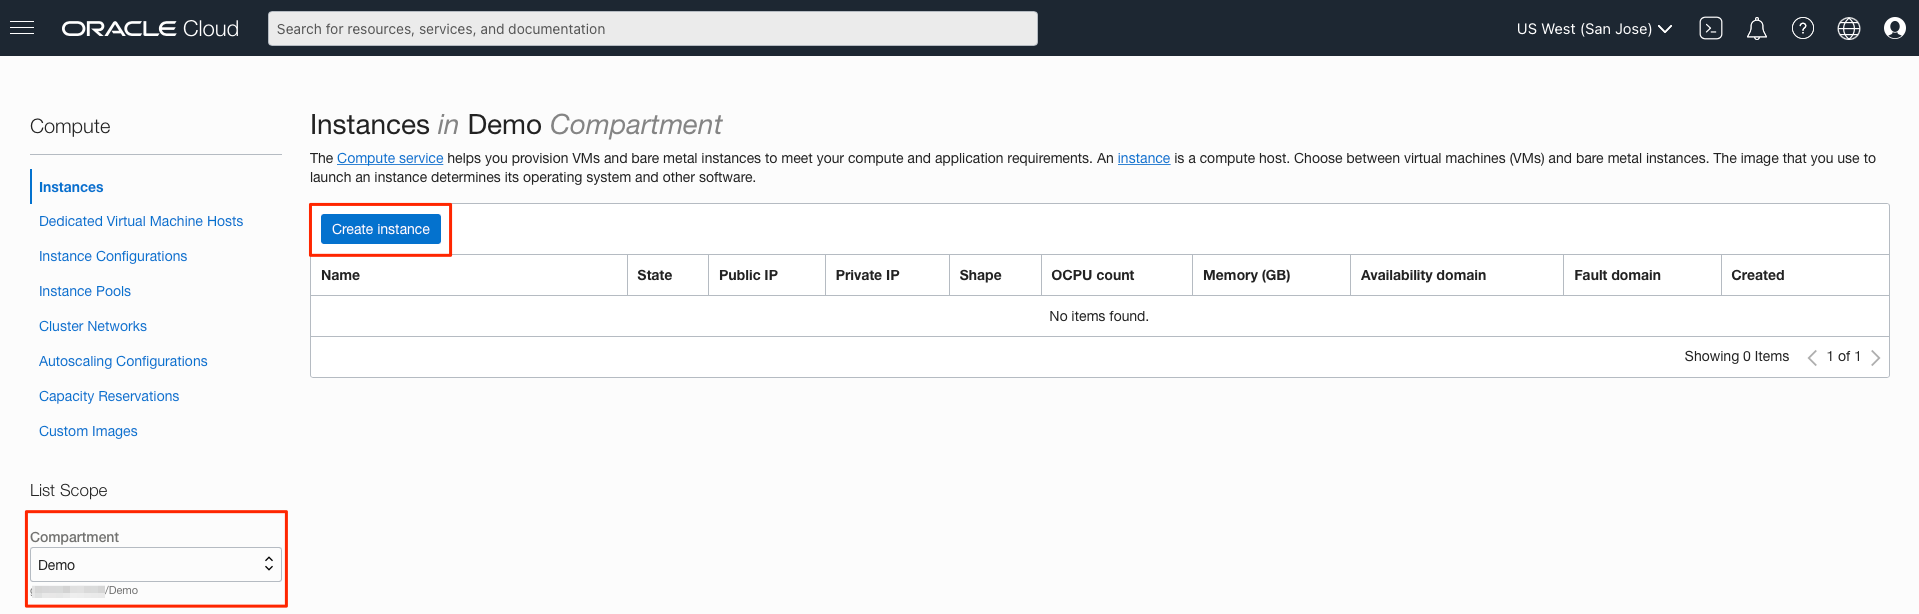 ORACLE Cloud
Search for resources, services, and documentation
US West (San Jose)
Compute
Instances
Dedicated Virtual Machine Hosts
Instance Configurations
Instance Pools
Cluster Networks
Autoscaling Configurations
Capacity Reservations
Custom Images
List Scope
Compartment
Demo
/Demo
Instances in Demo Compartment
The Compute service helps you provision VMs and bare metal instances to meet your compute and application requirements. An instance is a compute host. Choose between virtual machines (VMs) and bare metal instances. The image that you use to
launch an instance determines its operating system and other software.
Create instance
Name State Public IP Private IP Shape OCPU count Memory (GB) Availability domain Fault domain Created
No items found.
Showing 0 Items 1 of 1